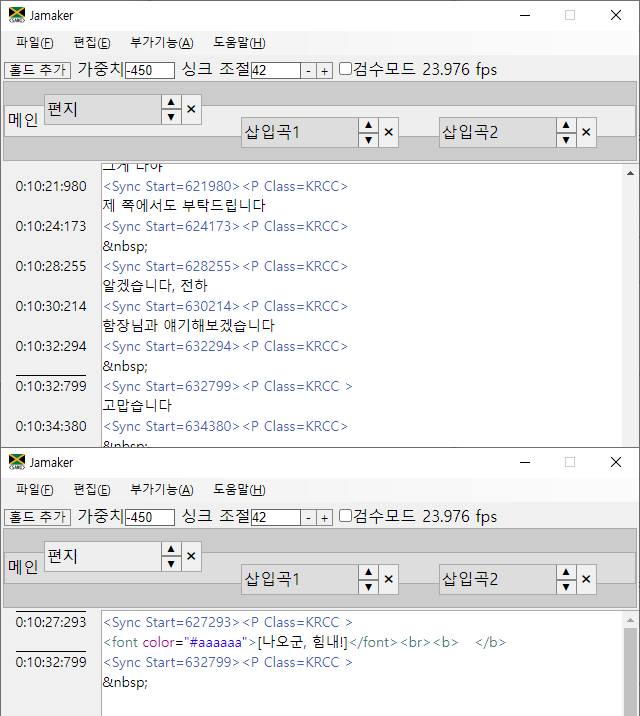 Jamaker
파일(F) 편집(E) 부가기능(A) 도움말(H)
홀드 추가 가중치 -450 싱크 조절 42 - + 검수모드 23.976 fps
메인 편지 ▲ ▼ ×
삽입곡1 ▲ ▼ × 삽입곡2 ▲ ▼ ×
그게 나야
0:10:21:980 <Sync Start=621980><P Class=KRCC>
제 쪽에서도 부탁드립니다
0:10:24:173 <Sync Start=624173><P Class=KRCC>
&nbsp;
0:10:28:255 <Sync Start=628255><P Class=KRCC>
알겠습니다, 전하
0:10:30:214 <Sync Start=630214><P Class=KRCC>
함장님과 얘기해보겠습니다
0:10:32:294 <Sync Start=632294><P Class=KRCC>
&nbsp;
0:10:32:799 <Sync Start=632799><P Class=KRCC >
고맙습니다
0:10:34:380 <Sync Start=634380><P Class=KRCC>
&nbsp;
Jamaker
파일(F) 편집(E) 부가기능(A) 도움말(H)
홀드 추가 가중치 -450 싱크 조절 42 - + 검수모드 23.976 fps
메인 편지 ▲ ▼ ×
삽입곡1 ▲ ▼ × 삽입곡2 ▲ ▼ ×
0:10:27:293 <Sync Start=627293><P Class=KRCC >
<font color="#aaaaaa">[나오군, 힘내!]</font><br><b>　</b>
0:10:32:799 <Sync Start=632799><P Class=KRCC >
&nbsp;